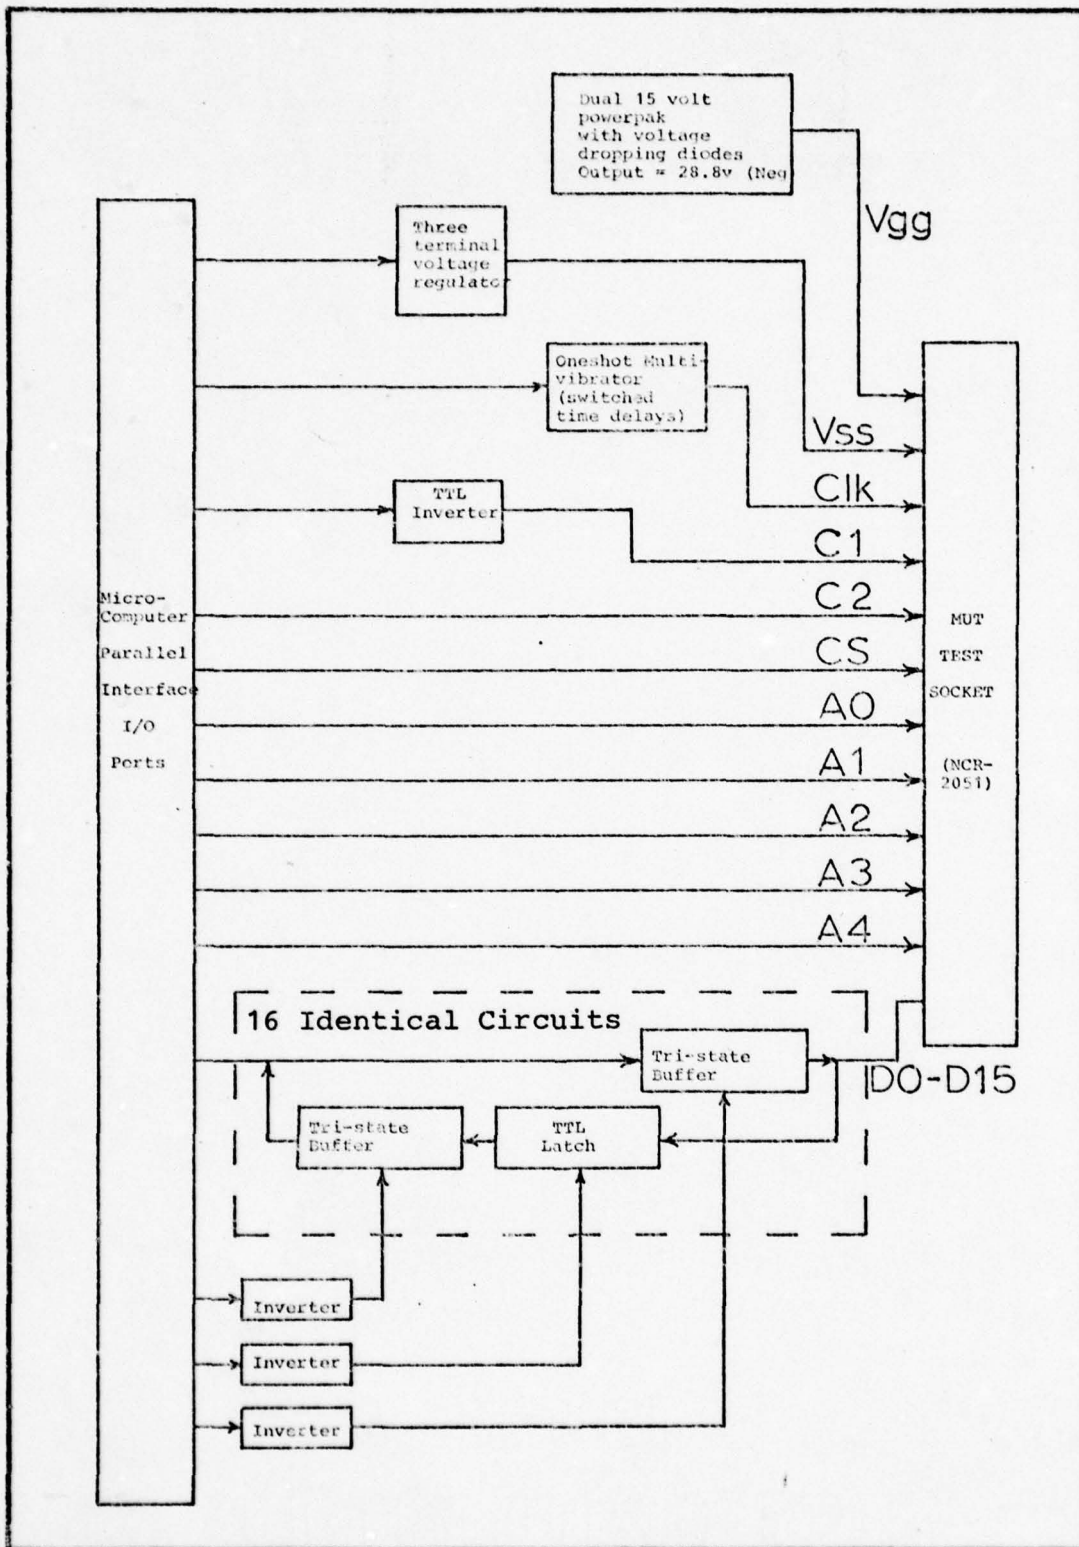 Dual 15 volt
powerpak
with voltage
dropping diodes
Output = 28.8v (Neg
Vgg
Three
terminal
voltage
regulator
Oneshot Multi-
vibrator
(switched
time delays)
Vss
Clk
TTL
Inverter
C1
Micro-
Computer
Parallel
Interface
I/O
Ports
C2
CS
A0
A1
A2
A3
A4
MUT
TEST
SOCKET
(NCR-
2051)
16 Identical Circuits
Tri-state
Buffer
D0-D15
Tri-state
Buffer
TTL
Latch
Inverter
Inverter
Inverter